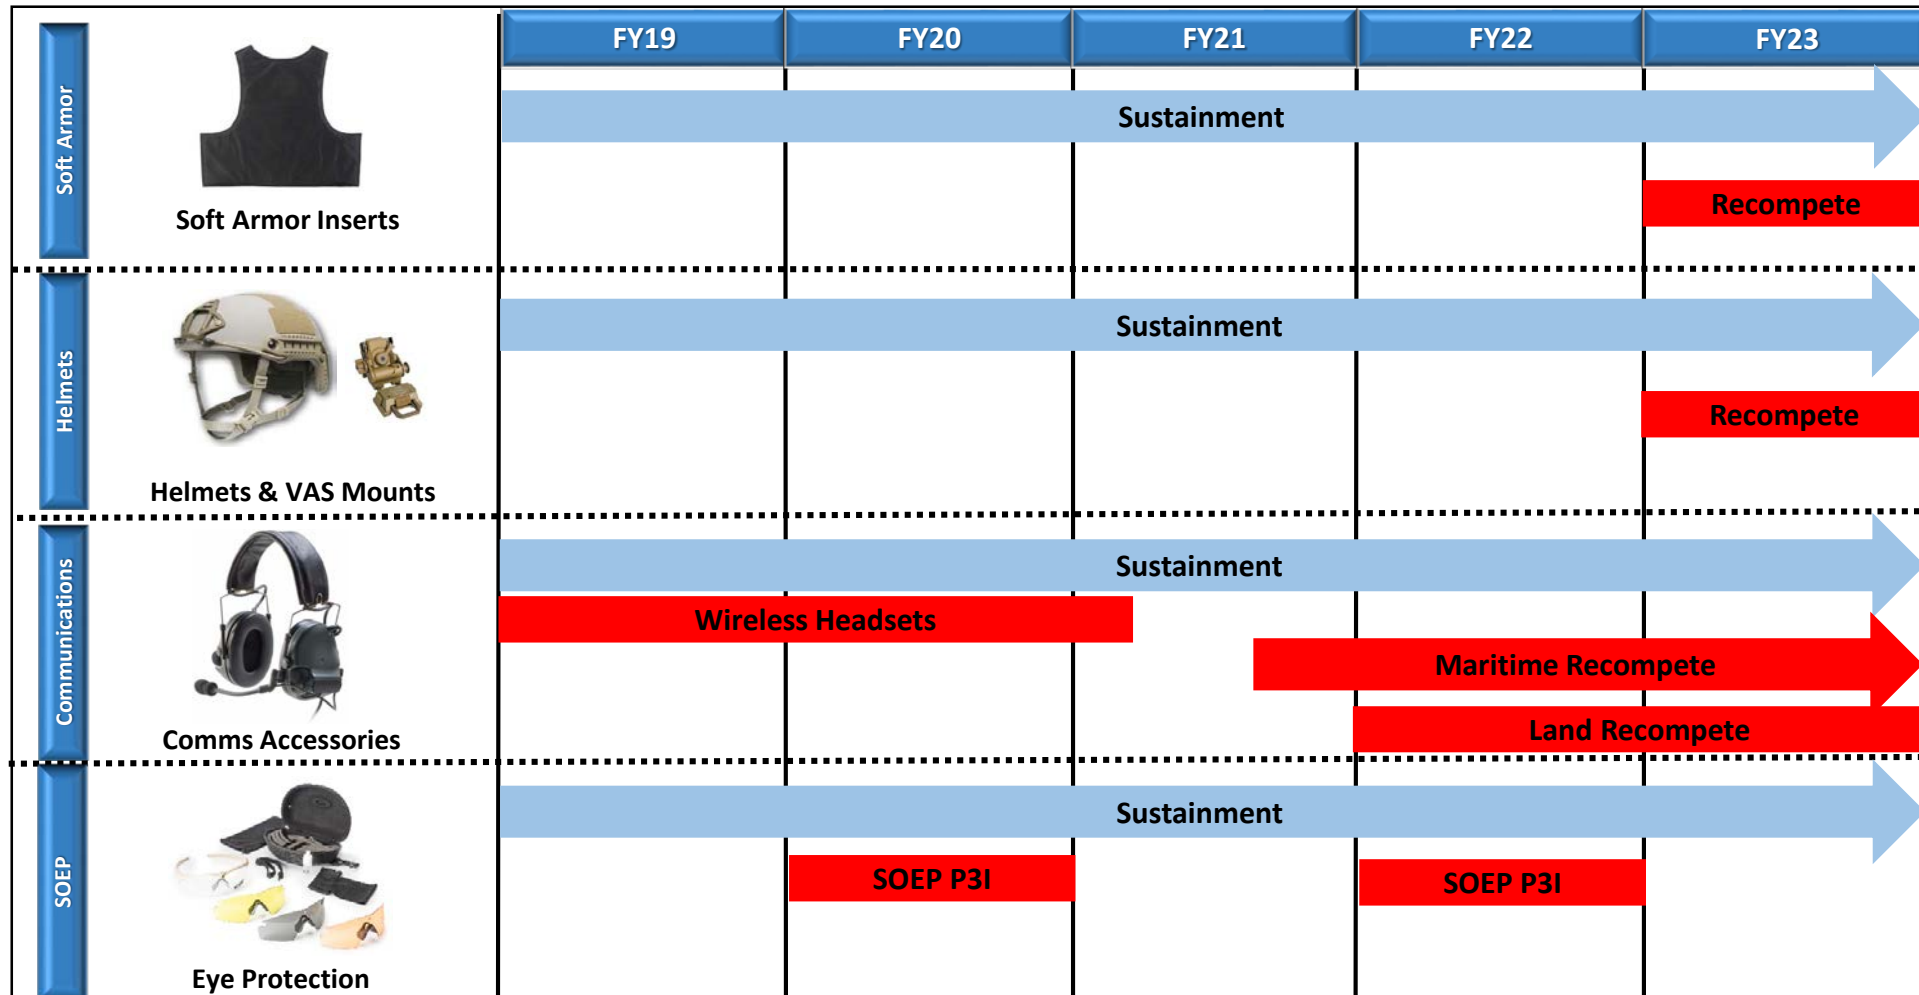 FY19
FY20
FY21
FY22
FY23
Soft Armor
Soft Armor Inserts
Sustainment
Recompete
Helmets
Helmets & VAS Mounts
Sustainment
Recompete
Communications
Comms Accessories
Sustainment
Wireless Headsets
Maritime Recompete
Land Recompete
SOEP
Eye Protection
Sustainment
SOEP P3I
SOEP P3I